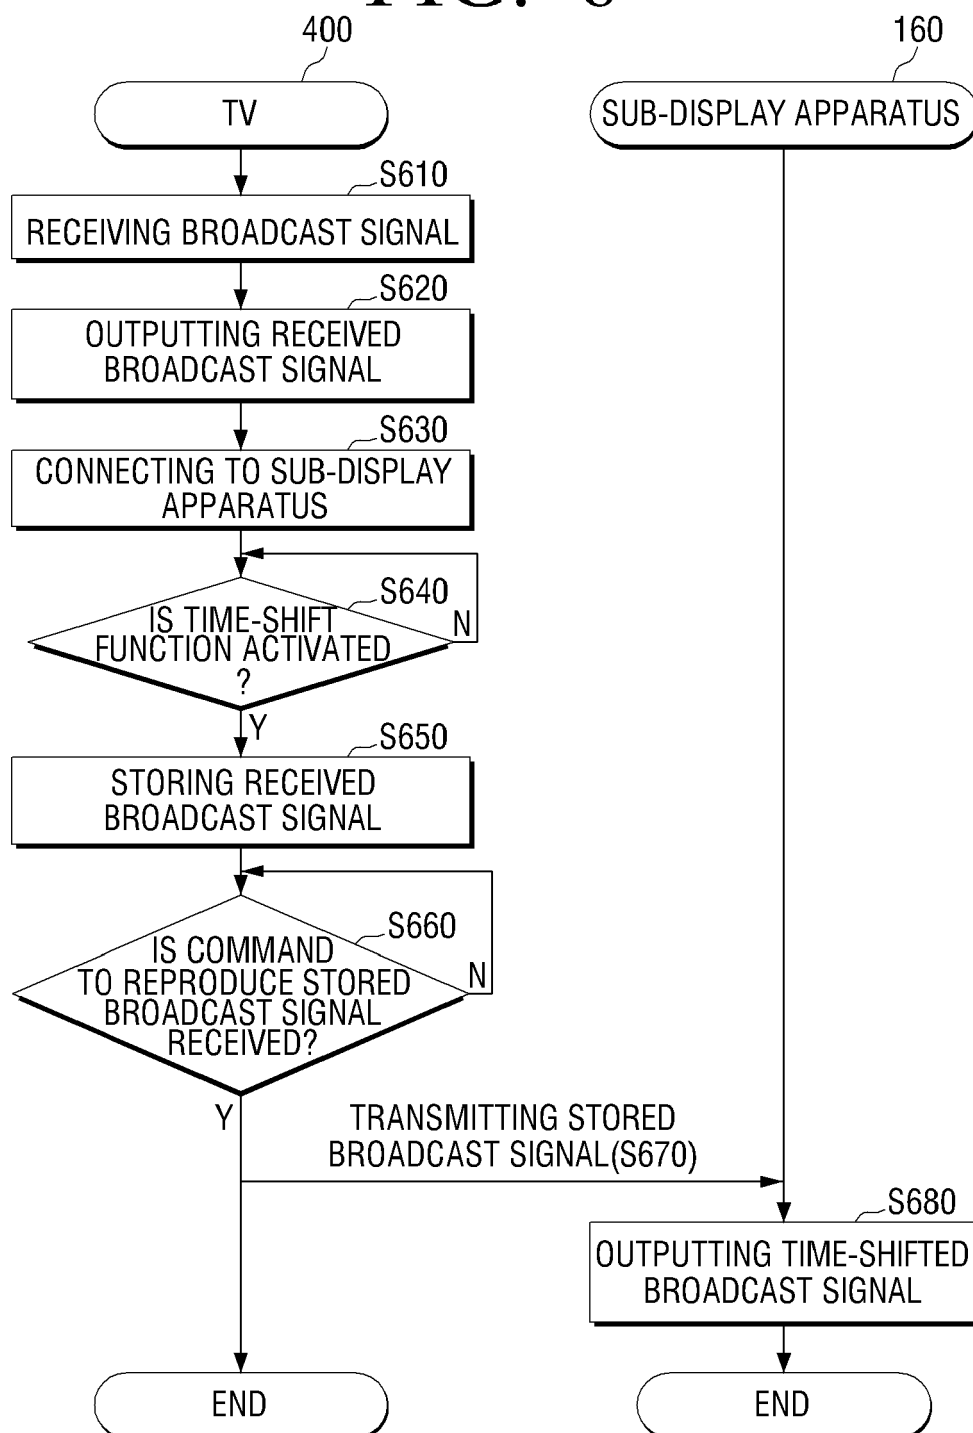 400
160
TV
SUB-DISPLAY APPARATUS
S610
RECEIVING BROADCAST SIGNAL
S620
OUTPUTTING RECEIVED
BROADCAST SIGNAL
S630
CONNECTING TO SUB-DISPLAY
APPARATUS
S640
IS TIME-SHIFT
FUNCTION ACTIVATED
?
N
Y
S650
STORING RECEIVED
BROADCAST SIGNAL
S660
IS COMMAND
TO REPRODUCE STORED
BROADCAST SIGNAL
RECEIVED?
N
Y
TRANSMITTING STORED
BROADCAST SIGNAL(S670)
S680
OUTPUTTING TIME-SHIFTED
BROADCAST SIGNAL
END
END